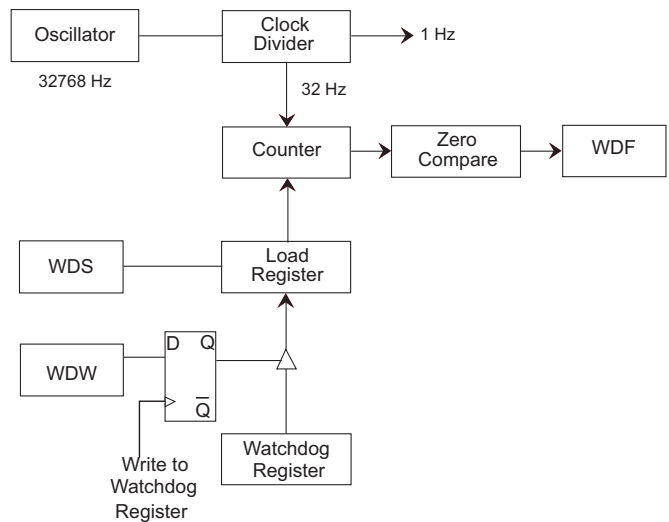 Oscillator
Clock
Divider
1 Hz
32768 Hz
32 Hz
Counter
Zero
Compare
WDF
WDS
Load
Register
WDW
D Q
Q̅
Watchdog
Register
Write to
Watchdog
Register